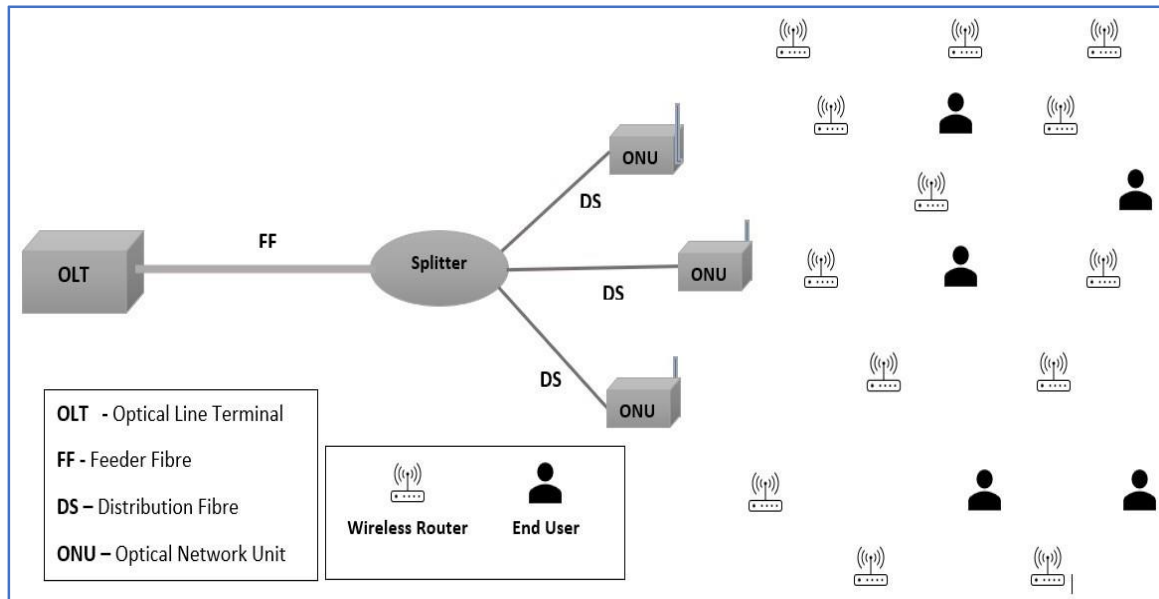 ONU
DS
FF
OLT
Splitter
ONU
DS
DS
ONU
OLT - Optical Line Terminal
FF - Feeder Fibre
DS – Distribution Fibre
ONU – Optical Network Unit
Wireless Router
End User